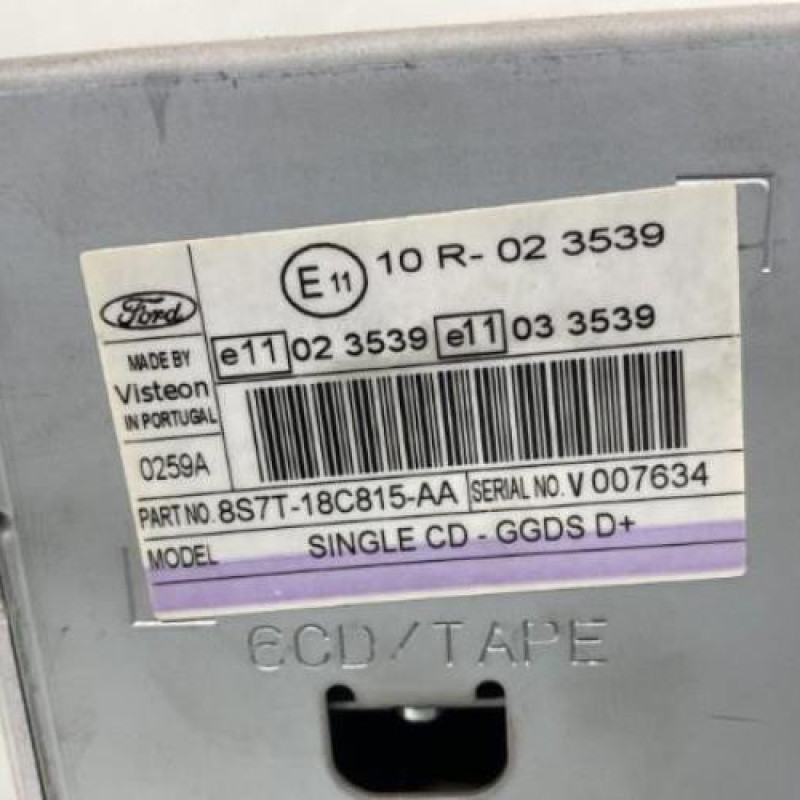 E 11 10 R- 02 3539
Ford
e11 02 3539 e11 03 3539
MADE BY
Visteon
IN PORTUGAL
0259A
PART NO. 8S7T-18C815-AA SERIAL NO. V 007634
MODEL SINGLE CD - GGDS D+
6CD/TAPE